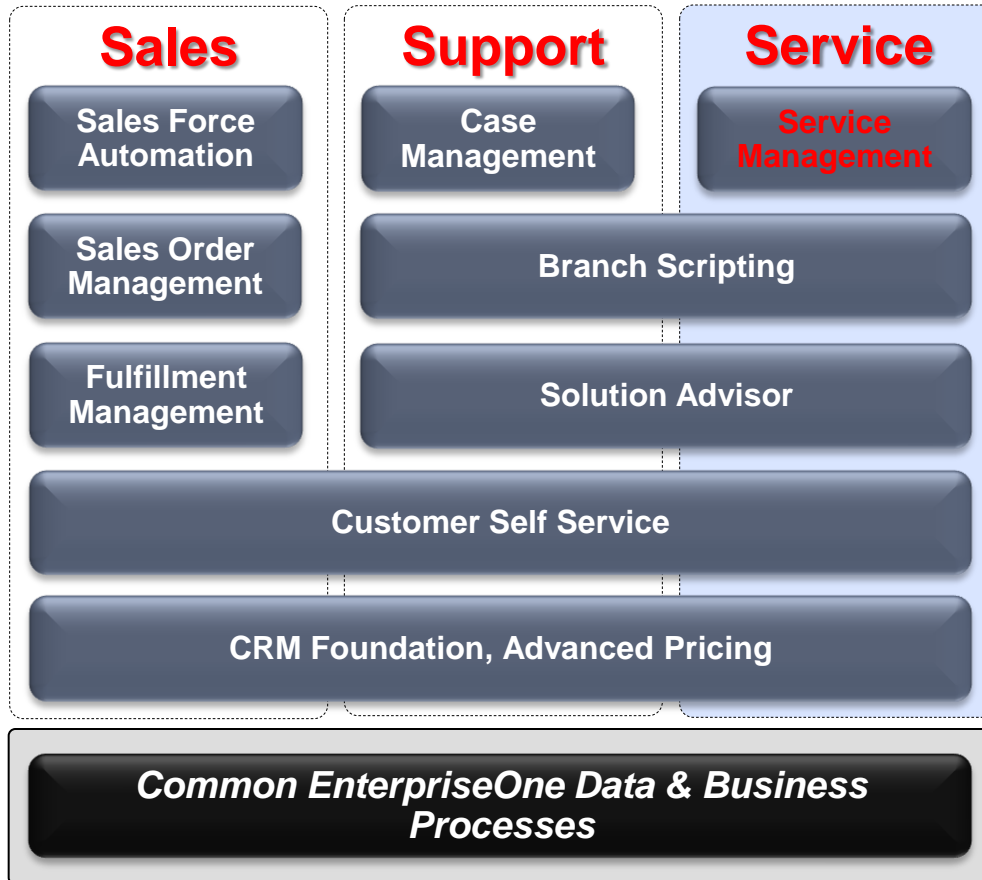 Sales
Support
Service
Sales Force
Automation
Case
Management
Service
Management
Sales Order
Management
Branch Scripting
Fulfillment
Management
Solution Advisor
Customer Self Service
CRM Foundation, Advanced Pricing
Common EnterpriseOne Data & Business
Processes